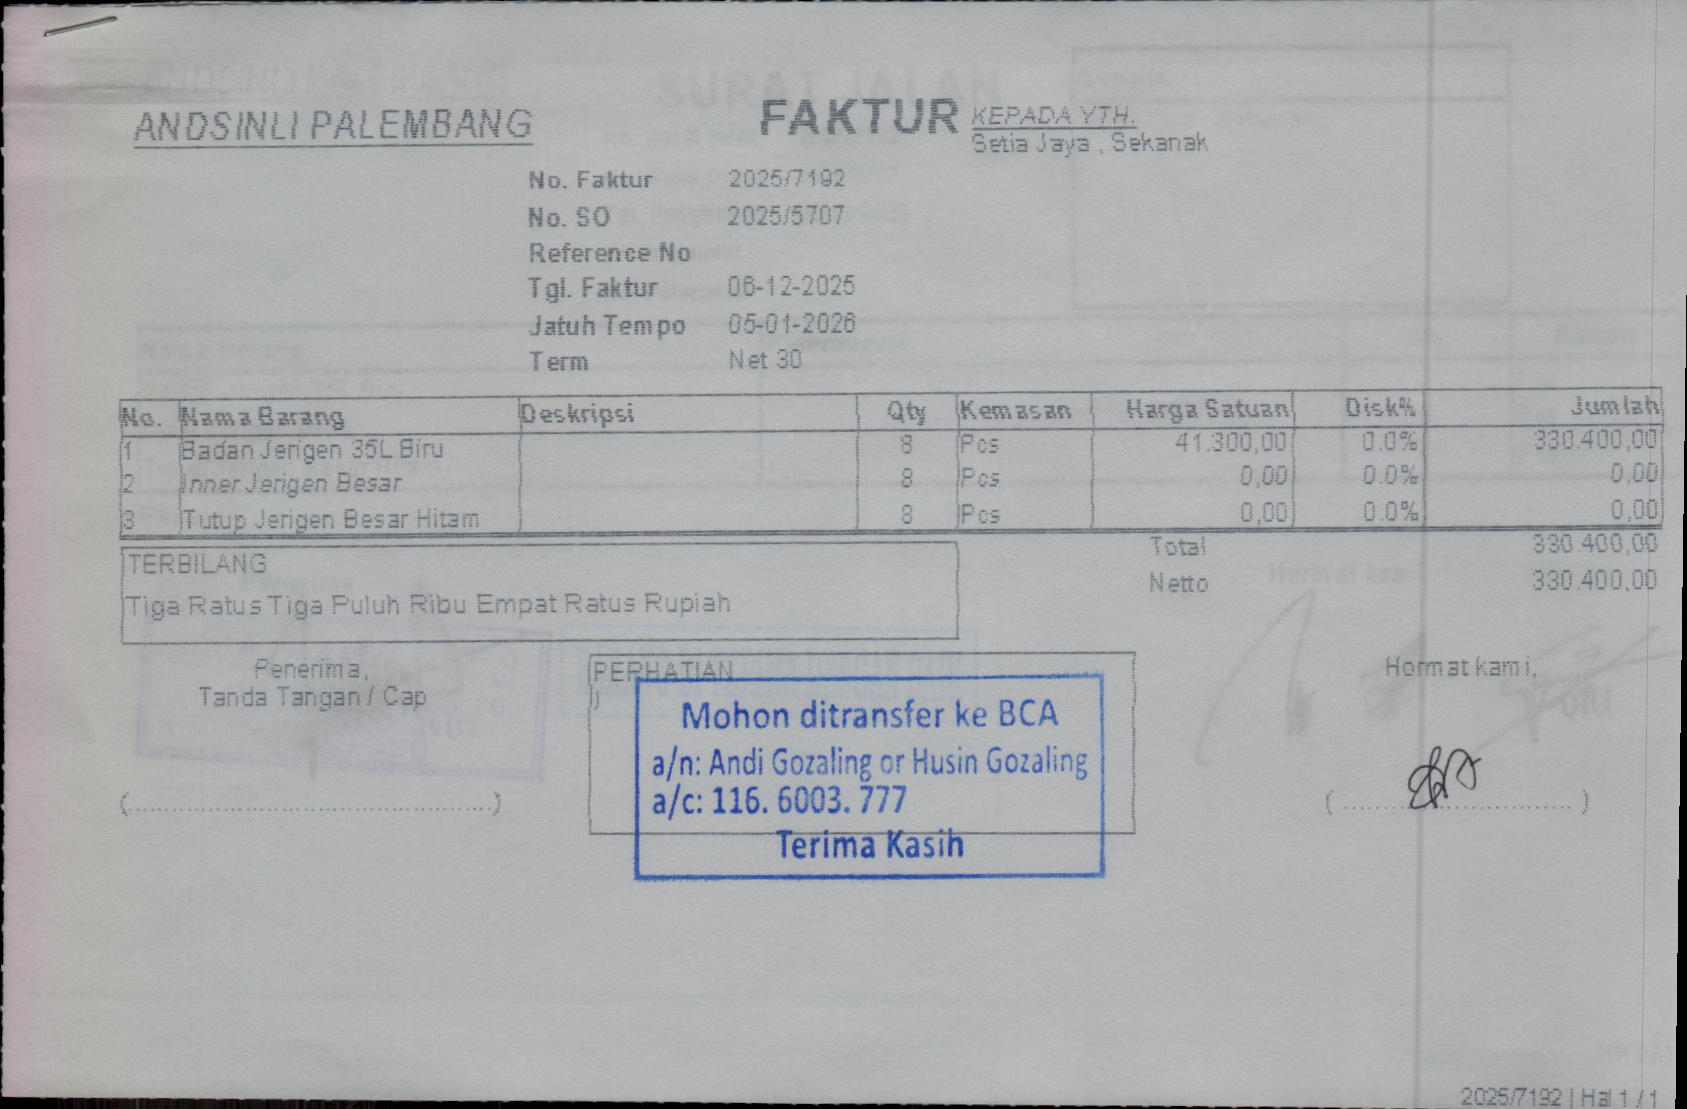 ANDSINLI PALEMBANG
FAKTUR
KEPADA YTH.
Setia Jaya , Sekanak
No. Faktur 2025/7192
No. SO 2025/5707
Reference No
Tgl. Faktur 06-12-2025
Jatuh Tempo 05-01-2026
Term Net 30
No. Nama Barang Deskripsi Qty Kemasan Harga Satuan Disk% Jumlah
1 Badan Jerigen 35L Biru 8 Pcs 41.300,00 0.0% 330.400,00
2 Inner Jerigen Besar 8 Pcs 0,00 0.0% 0,00
3 Tutup Jerigen Besar Hitam 8 Pcs 0,00 0.0% 0,00
Total 330.400,00
Netto 330.400,00
TERBILANG
Tiga Ratus Tiga Puluh Ribu Empat Ratus Rupiah
Penerima,
Tanda Tangan / Cap
(..........................................)
PERHATIAN
)
Mohon ditransfer ke BCA
a/n: Andi Gozaling or Husin Gozaling
a/c: 116. 6003. 777
Terima Kasih
Hormat kami,
(..............................)
2025/7192 | Hal 1 / 1